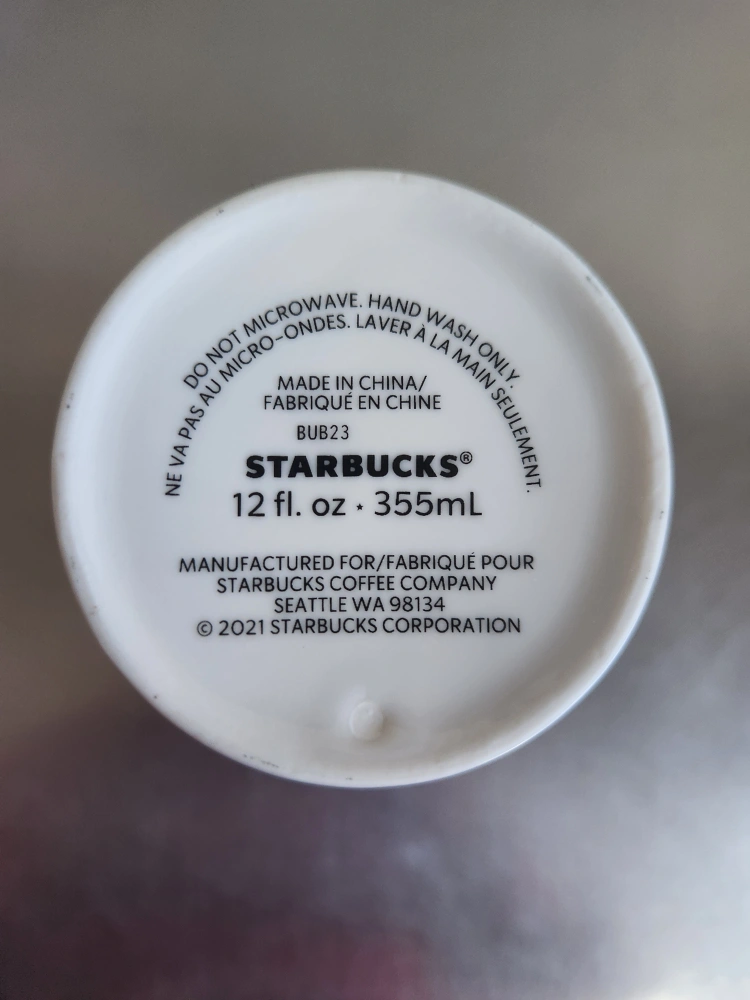 DO NOT MICROWAVE. HAND WASH ONLY.
NE VA PAS AU MICRO-ONDES. LAVER À LA MAIN SEULEMENT.
MADE IN CHINA/
FABRIQUÉ EN CHINE
BUB23
STARBUCKS®
12 fl. oz ⋆ 355mL
MANUFACTURED FOR/FABRIQUÉ POUR
STARBUCKS COFFEE COMPANY
SEATTLE WA 98134
© 2021 STARBUCKS CORPORATION